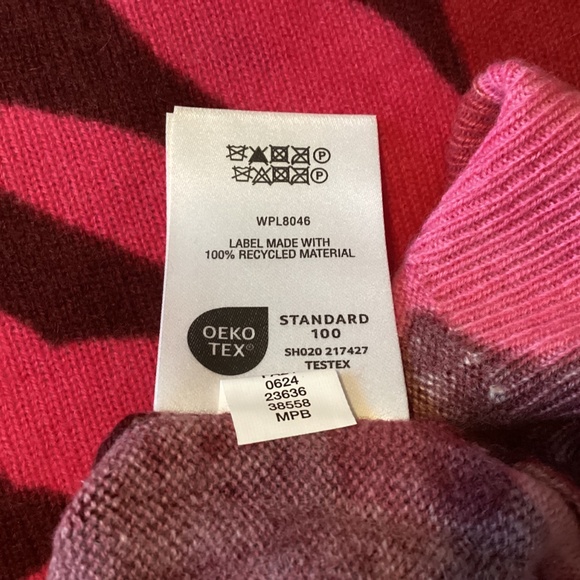 P
P
WPL8046
LABEL MADE WITH
100% RECYCLED MATERIAL
OEKO
TEX®
STANDARD
100
SH020 217427
TESTEX
0624
23636
38558
MPB